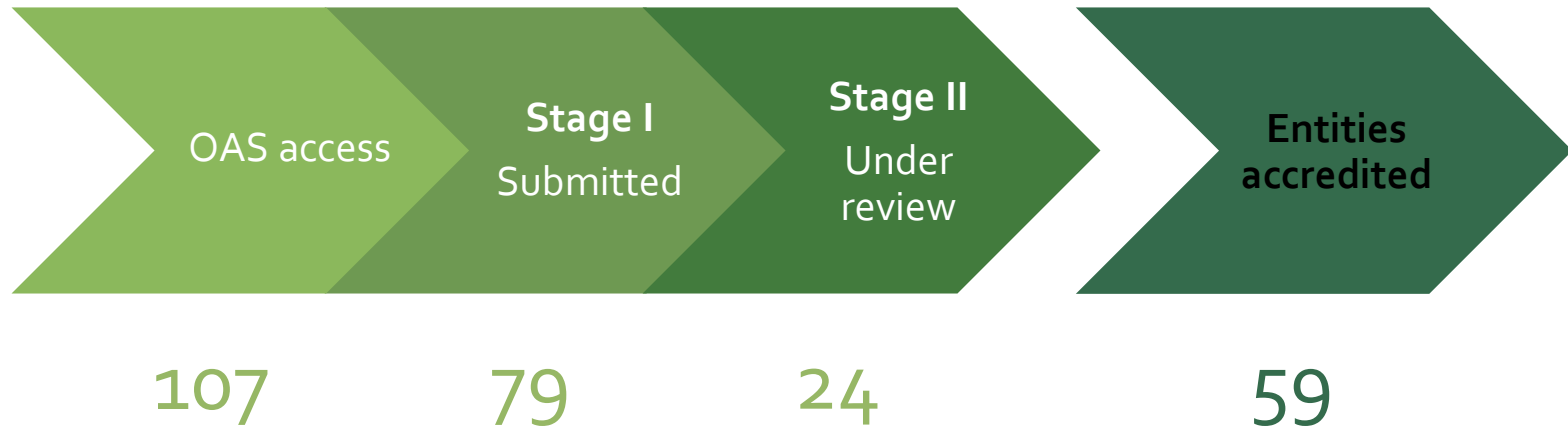 OAS access
Stage I
Submitted
Stage II
Under
review
Entities
accredited
107
79
24
59